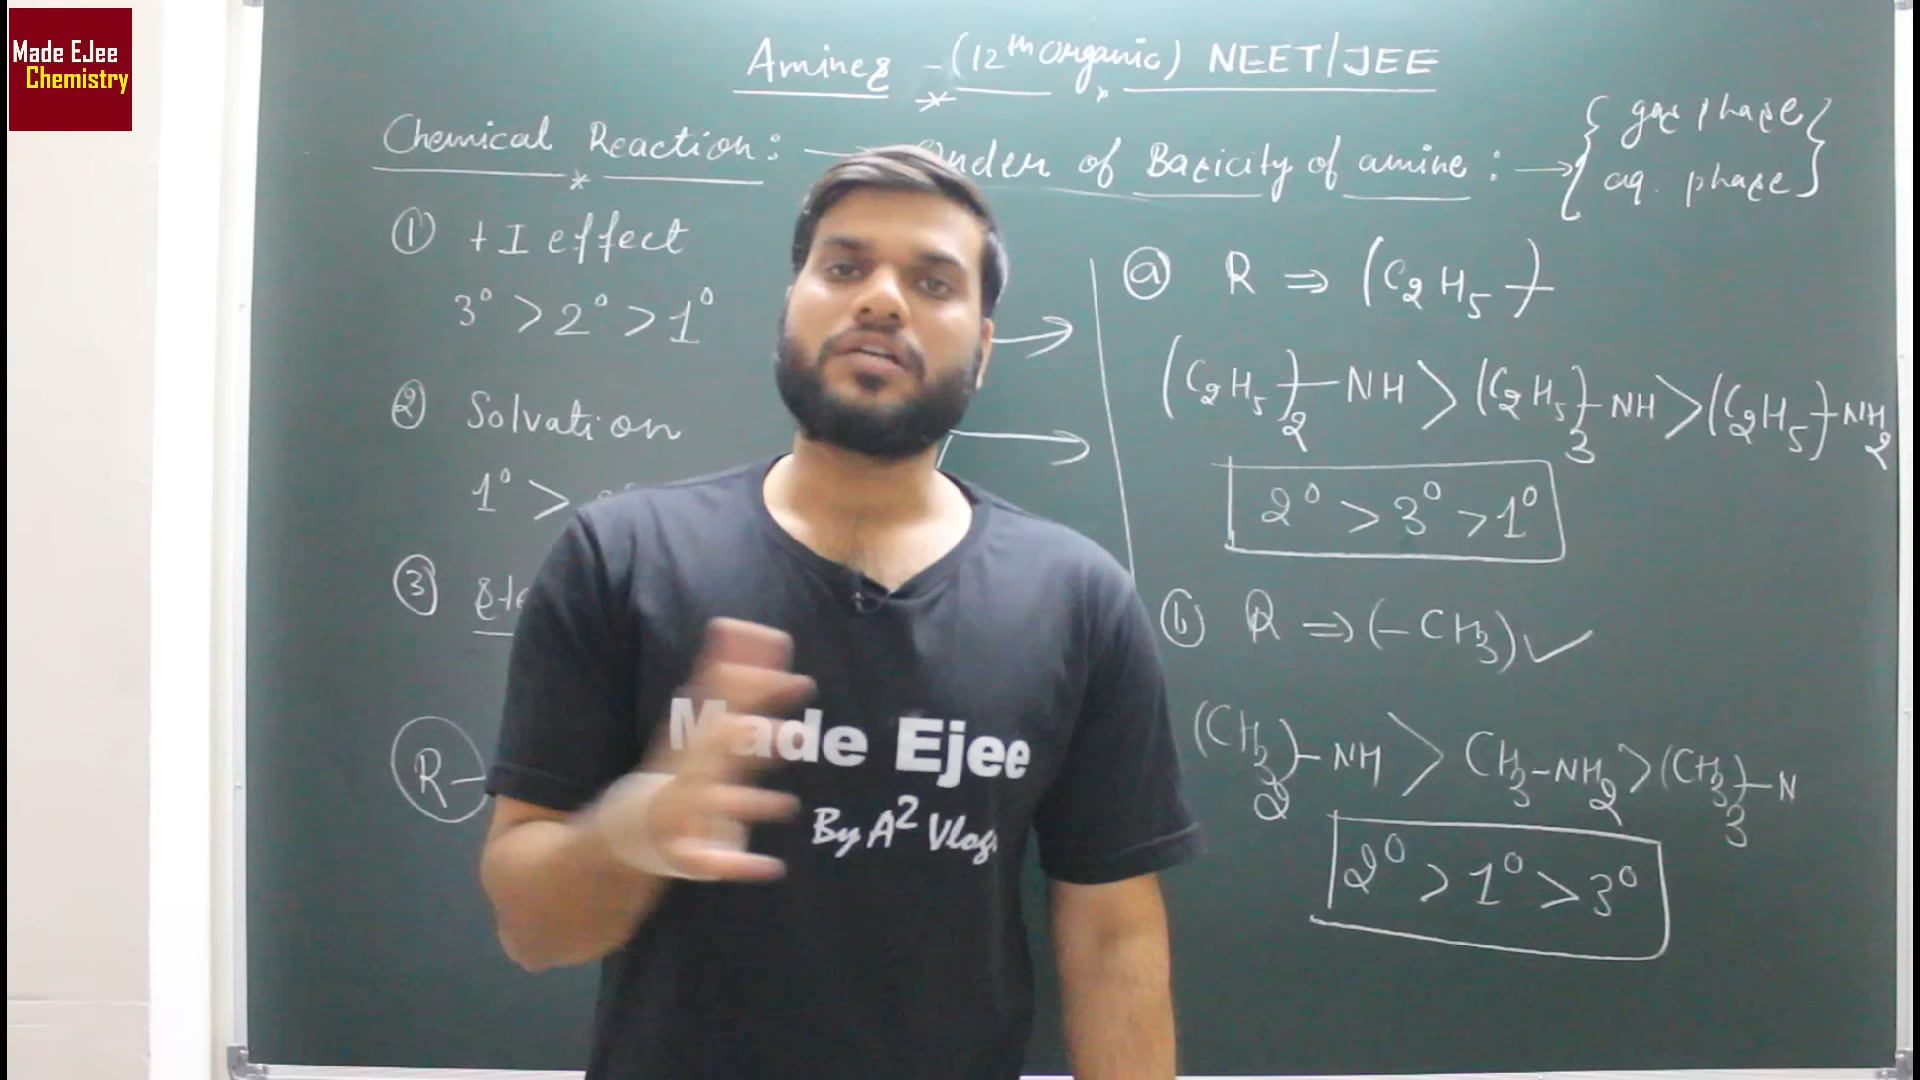 Made EJee
Chemistry
Amines - (12th Organic) NEET/JEE
Chemical Reaction: → Order of Basicity of amine : → { gas phase
aq. phase }
① +I effect
3° > 2° > 1°
② Solvation
1° >
③
R -
ⓐ R ⇒ (C2H5-)
(C2H5)2-NH > (C2H5)3-NH > (C2H5)-NH2
2° > 3° > 1°
ⓑ R ⇒ (-CH3) ✓
(CH3)2-NH > CH3-NH2 > (CH3)3-N
2° > 1° > 3°
Made Ejee
By A2 Vlogs